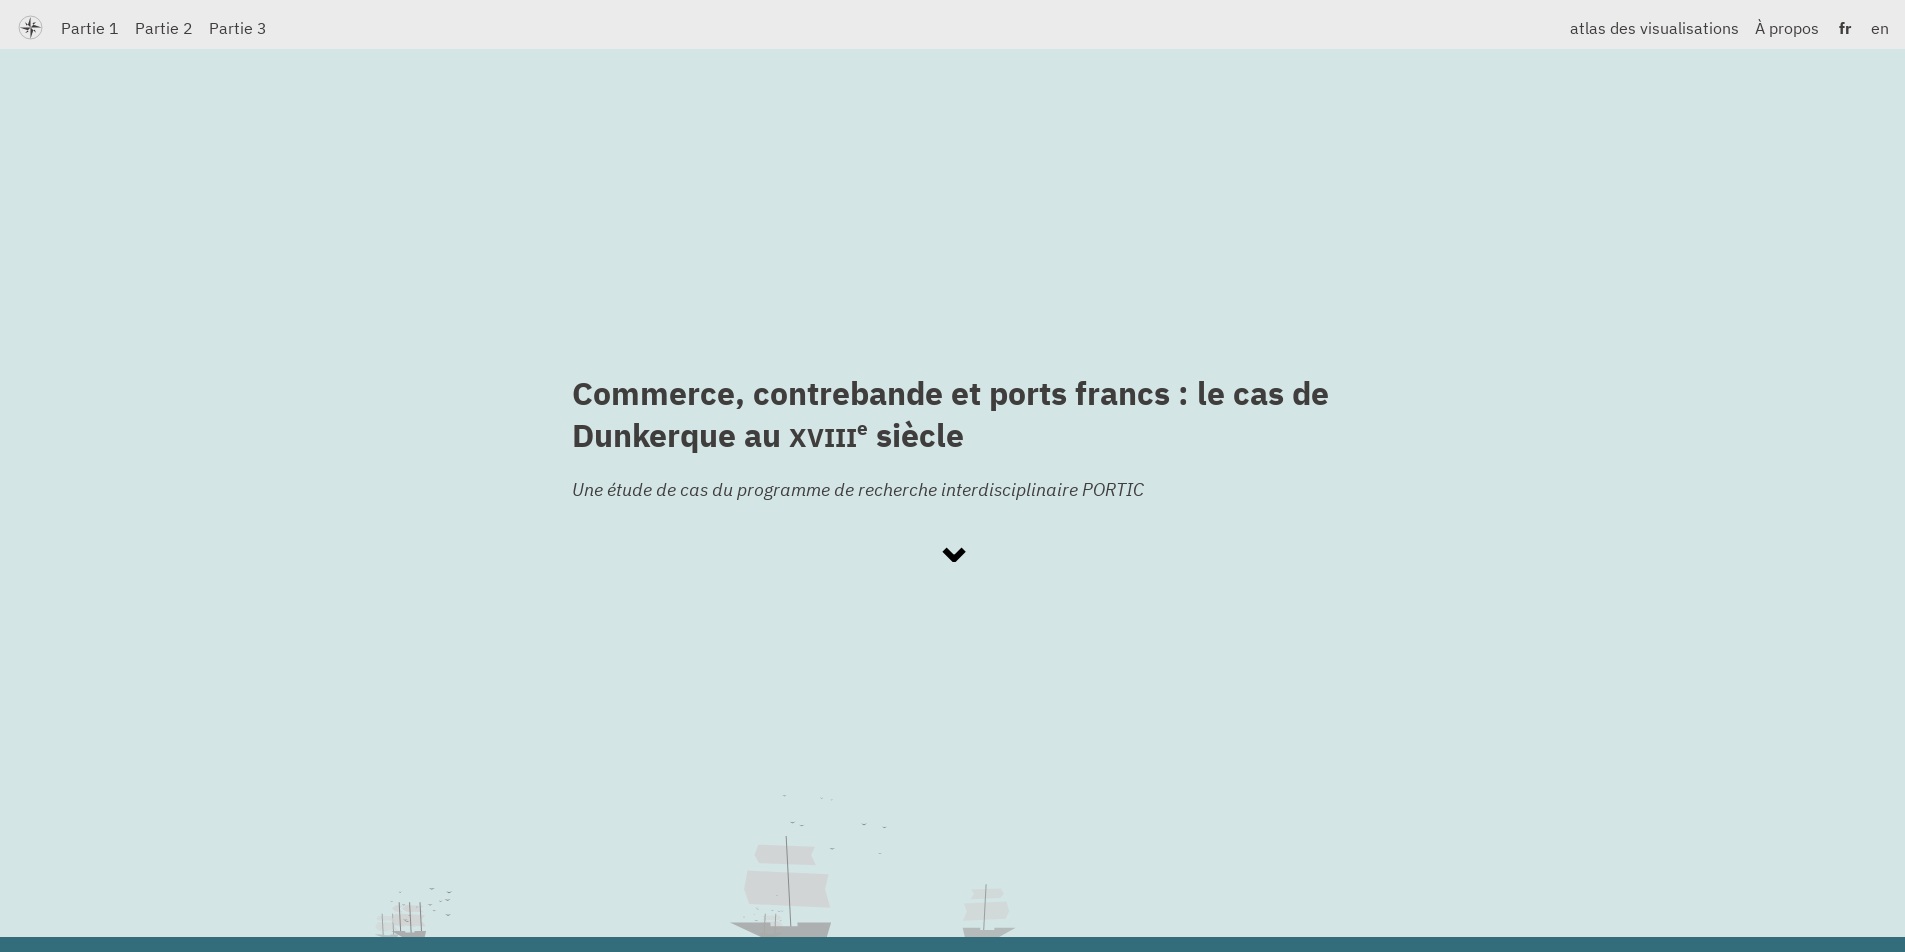 Partie 1 Partie 2 Partie 3 atlas des visualisations À propos fr en
Commerce, contrebande et ports francs : le cas de
Dunkerque au XVIIIe siècle
Une étude de cas du programme de recherche interdisciplinaire PORTIC